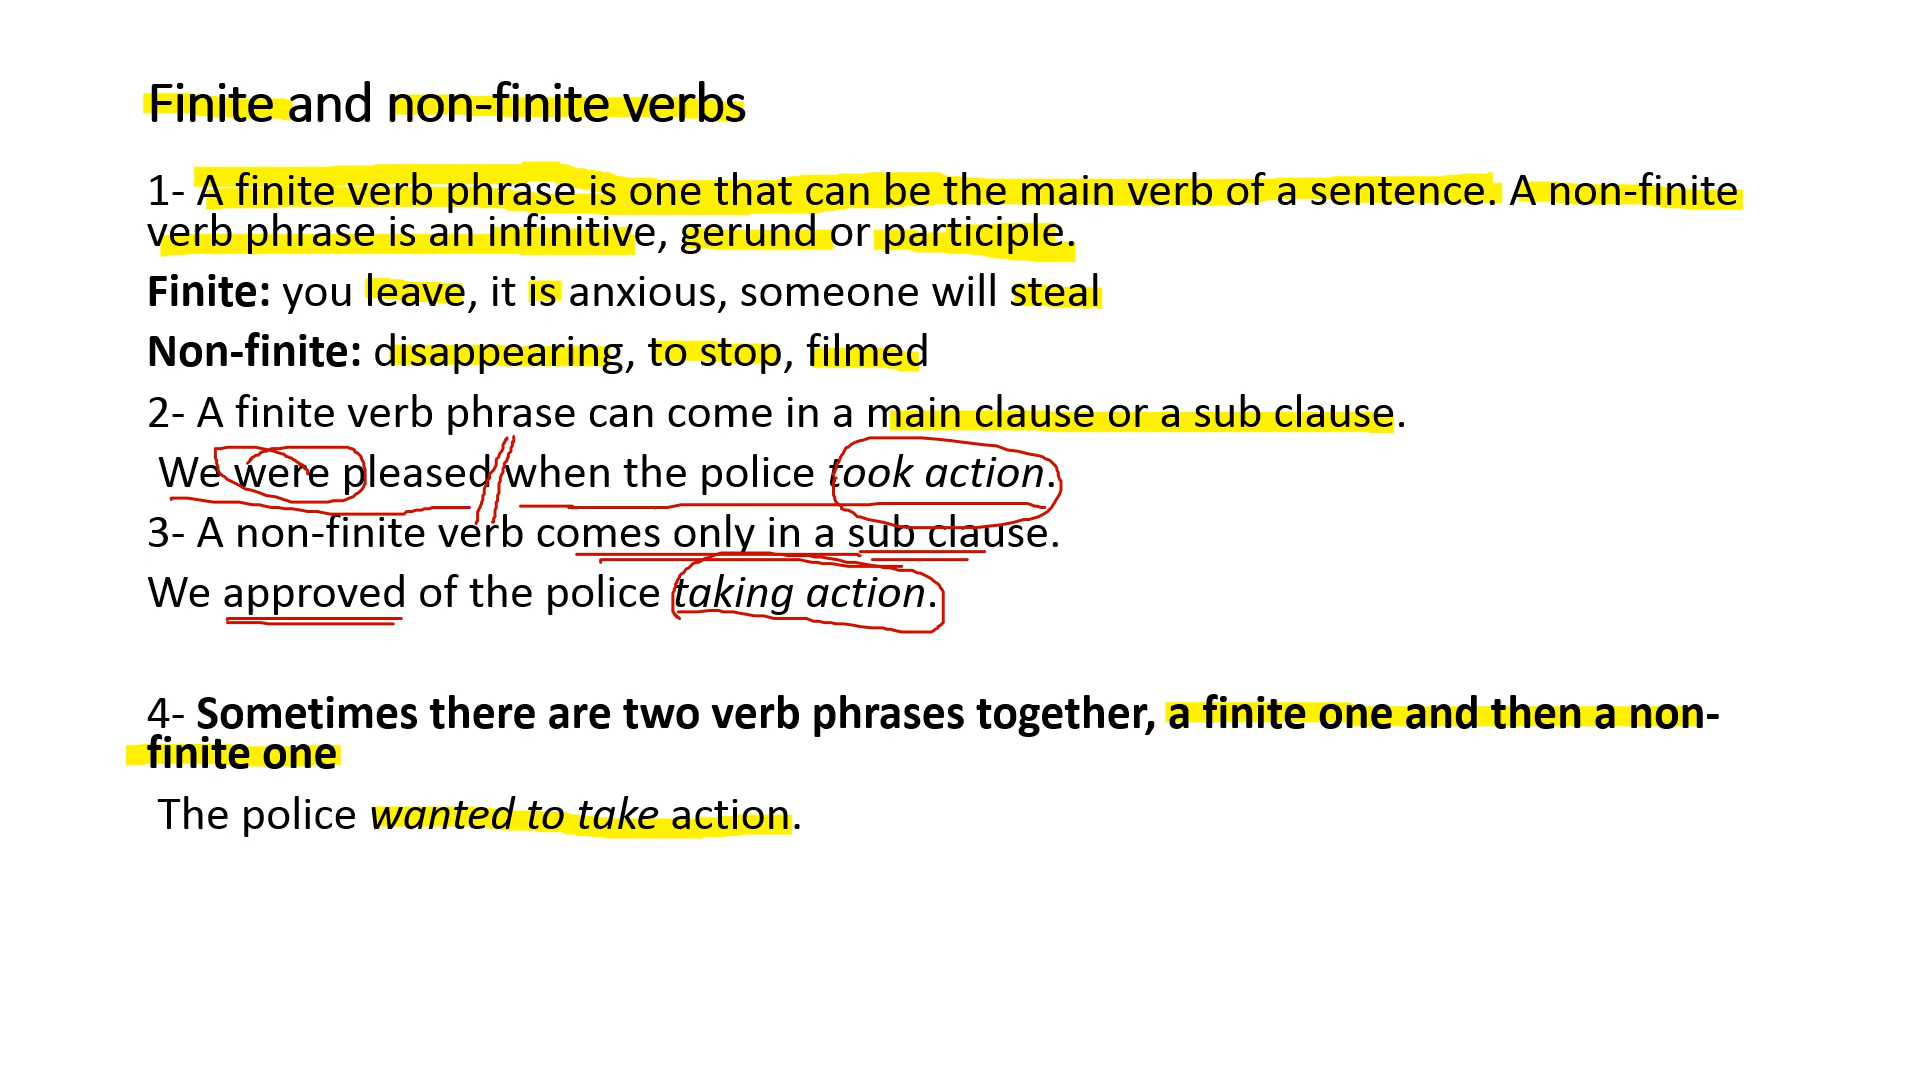 Finite and non-finite verbs
1- A finite verb phrase is one that can be the main verb of a sentence. A non-finite
verb phrase is an infinitive, gerund or participle.
Finite: you leave, it is anxious, someone will steal
Non-finite: disappearing, to stop, filmed
2- A finite verb phrase can come in a main clause or a sub clause.
We were pleased when the police took action.
3- A non-finite verb comes only in a sub clause.
We approved of the police taking action.
4- Sometimes there are two verb phrases together, a finite one and then a non-
finite one
The police wanted to take action.